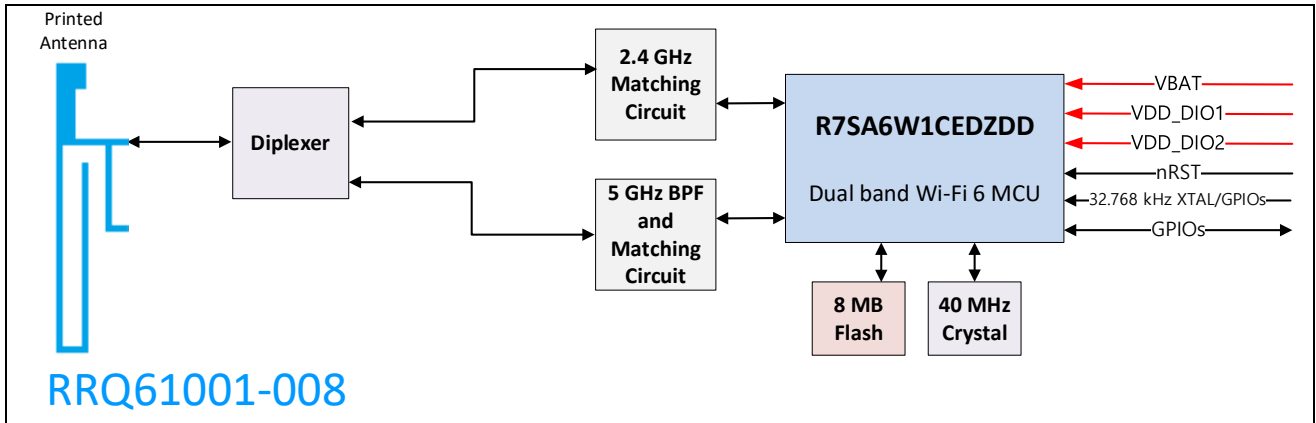 Printed
Antenna
Diplexer
2.4 GHz
Matching
Circuit
5 GHz BPF
and
Matching
Circuit
R7SA6W1CEDZDD
Dual band Wi-Fi 6 MCU
8 MB
Flash
40 MHz
Crystal
VBAT
VDD_DIO1
VDD_DIO2
nRST
32.768 kHz XTAL/GPIOs
GPIOs
RRQ61001-008